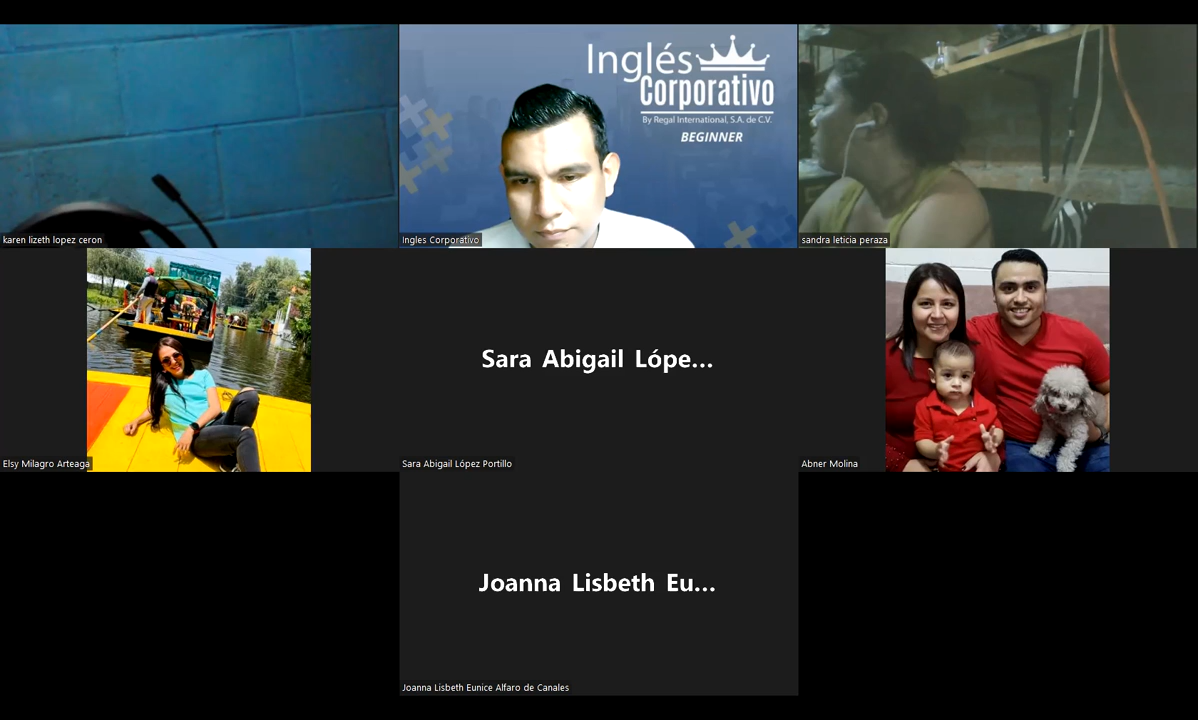 Inglés
Corporativo
By Regal International, S.A. de C.V.
BEGINNER
karen lizeth lopez ceron
Ingles Corporativo
sandra leticia peraza
Sara Abigail Lópe...
Elsy Milagro Arteaga
Sara Abigail López Portillo
Abner Molina
Joanna Lisbeth Eu...
Joanna Lisbeth Eunice Alfaro de Canales